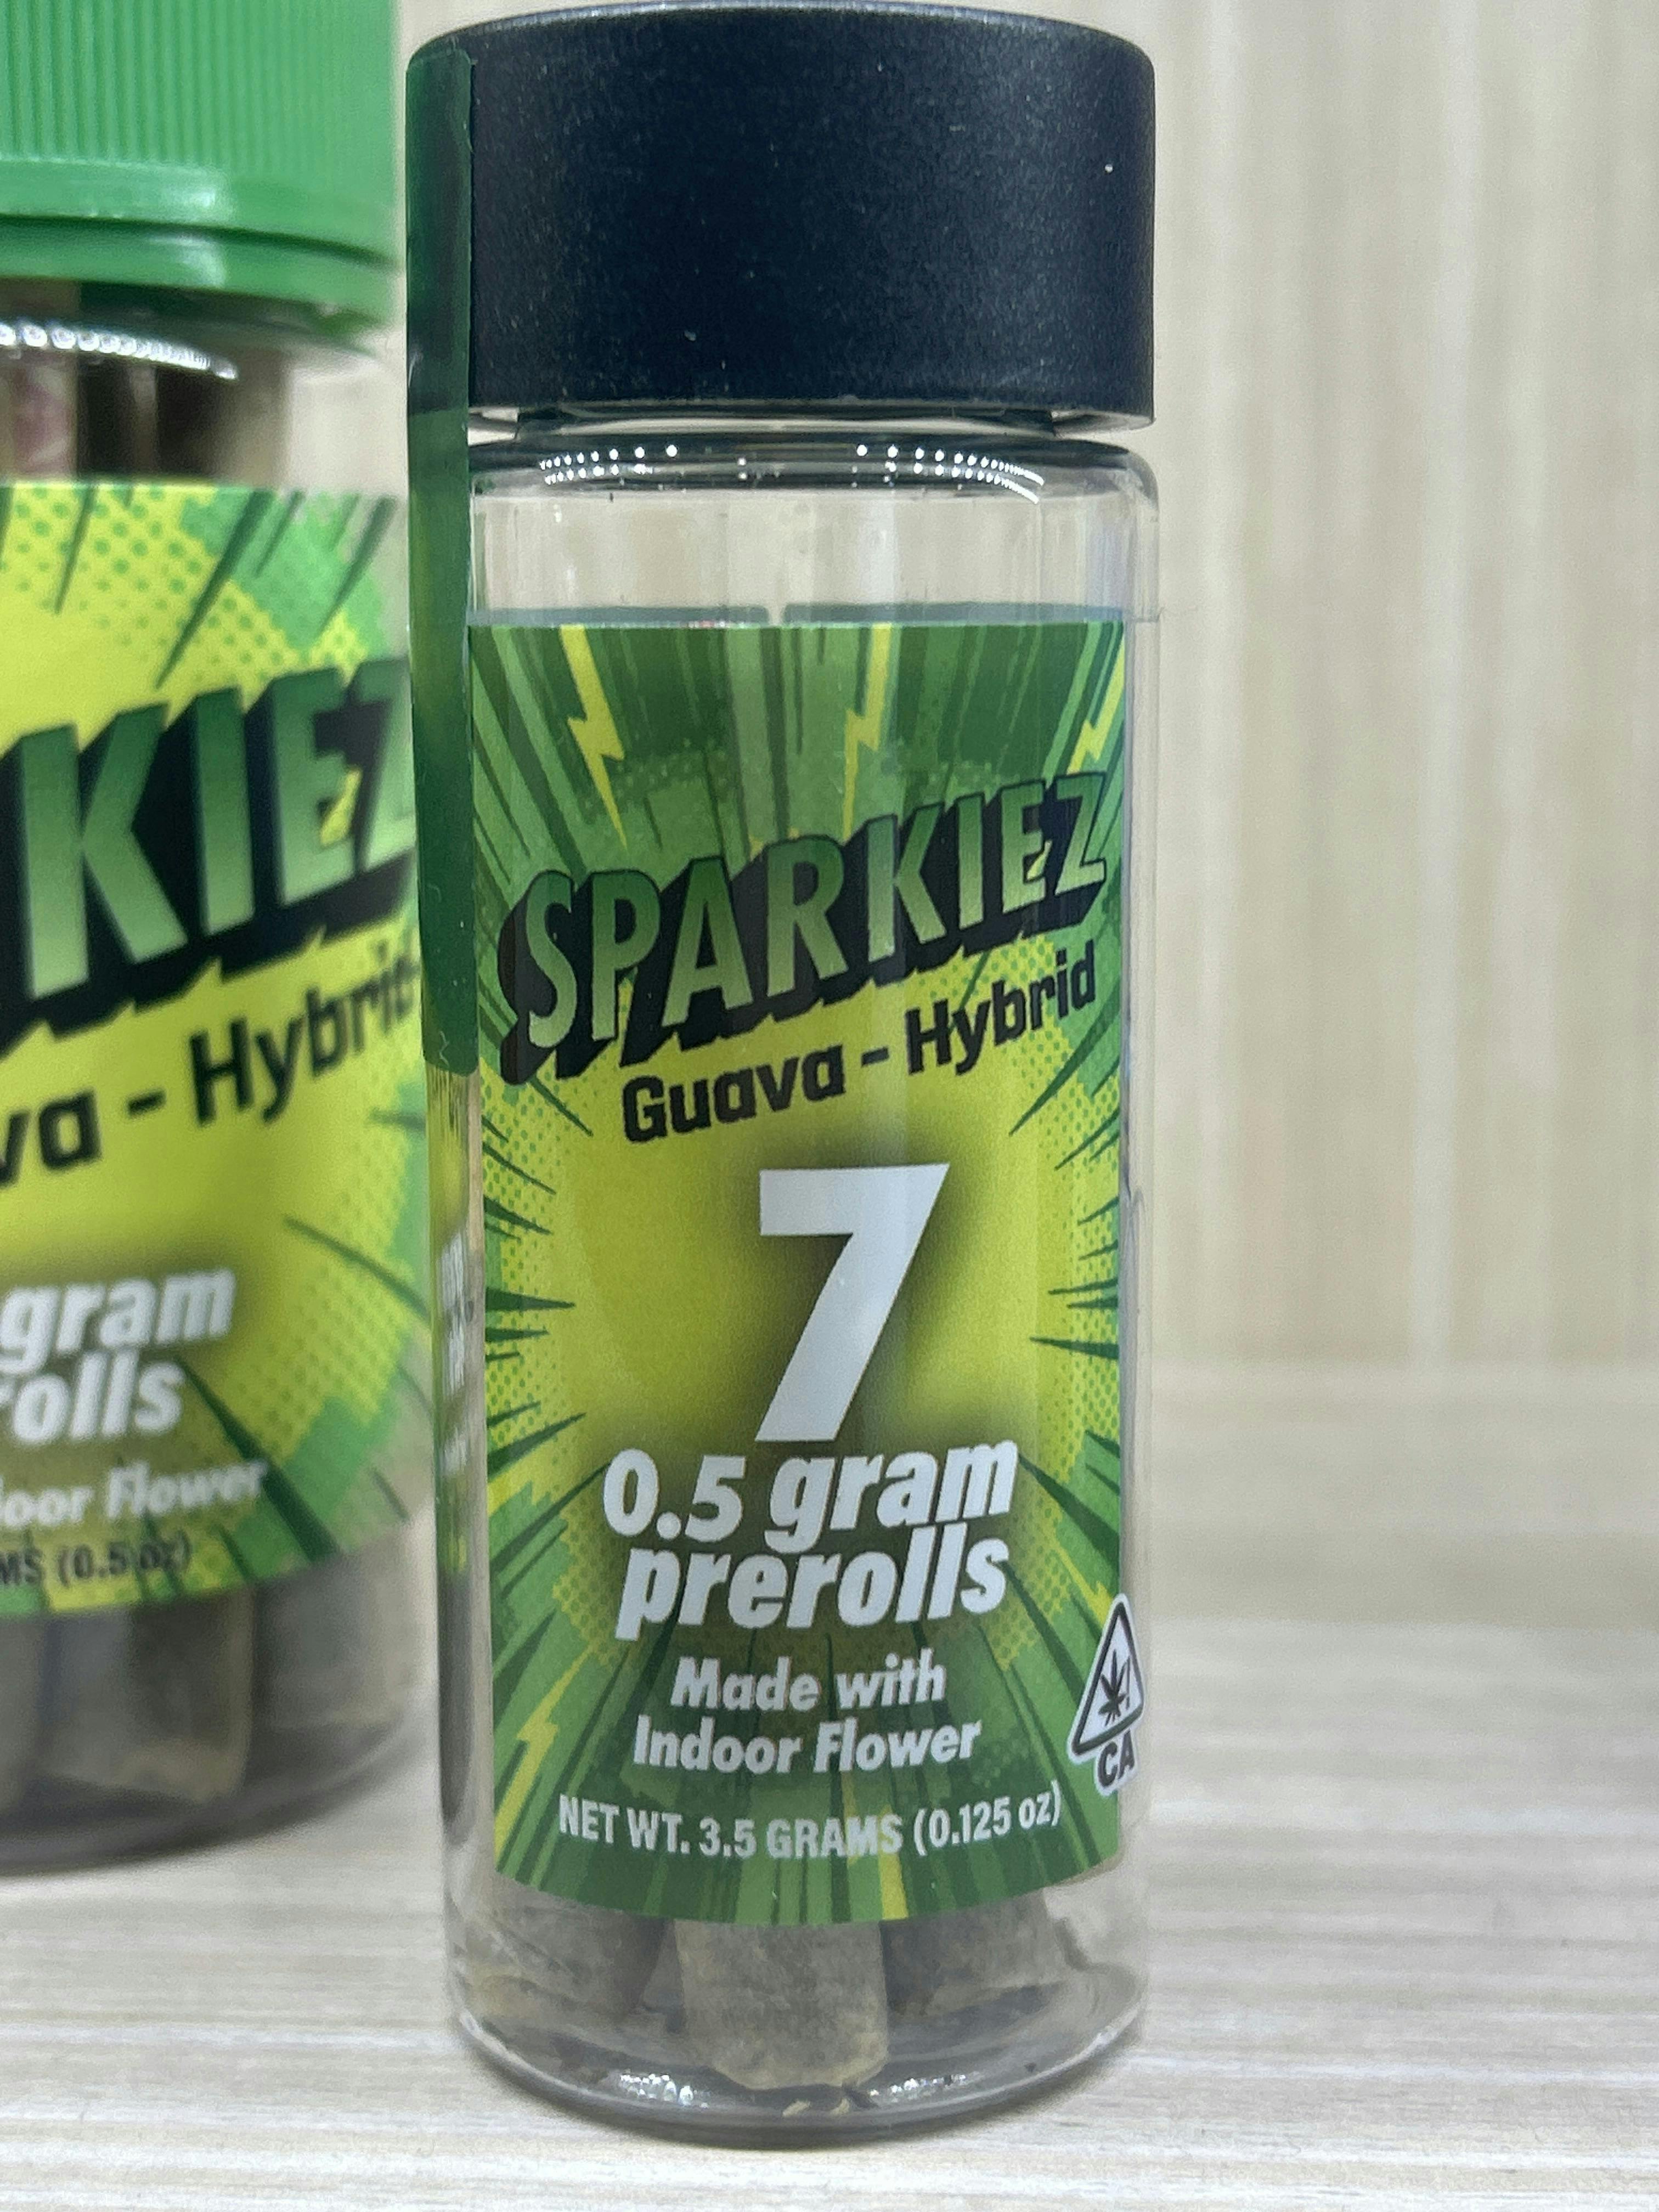 SPARKIEZ
Guava - Hybrid
7
0.5 gram
prerolls
Made with
Indoor Flower
NET WT. 3.5 GRAMS (0.125 oz)
CA
KIEZ
va - Hybrid
gram
rolls
door Flower
MS (0.5 oz)